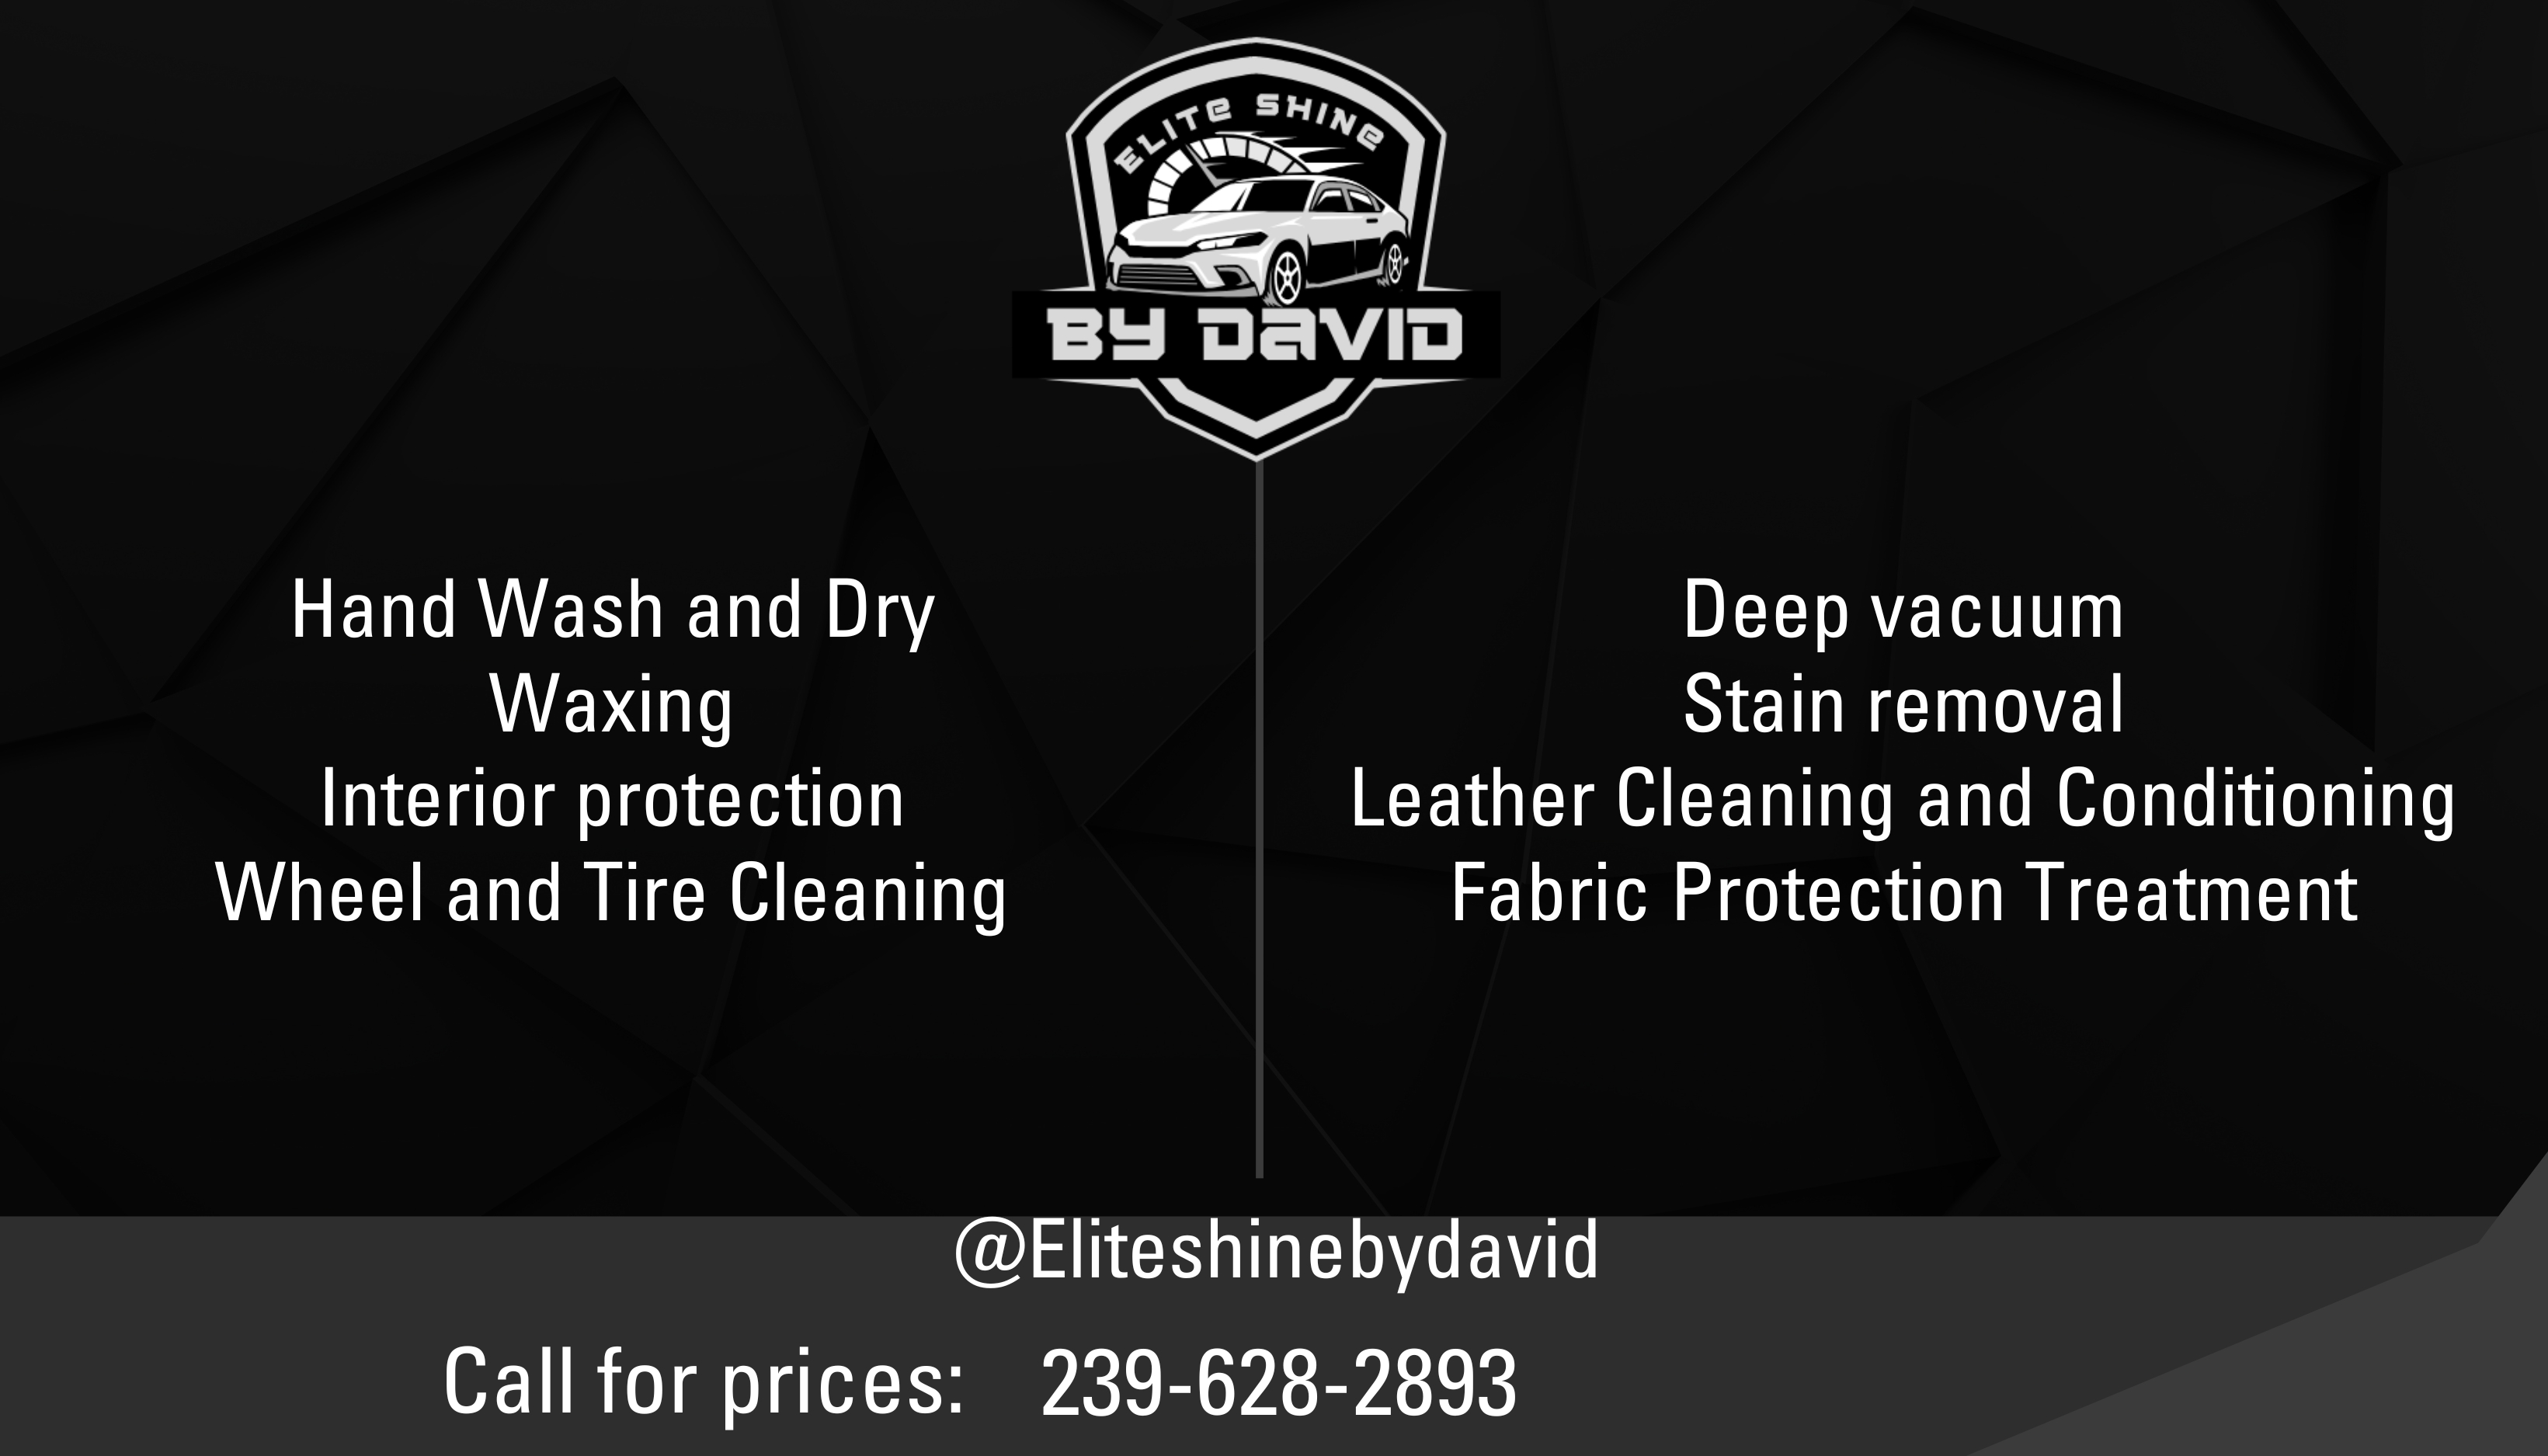 ELITE SHINE
BY DAVID
Hand Wash and Dry
Waxing
Interior protection
Wheel and Tire Cleaning
Deep vacuum
Stain removal
Leather Cleaning and Conditioning
Fabric Protection Treatment
@Eliteshinebydavid
Call for prices: 239-628-2893